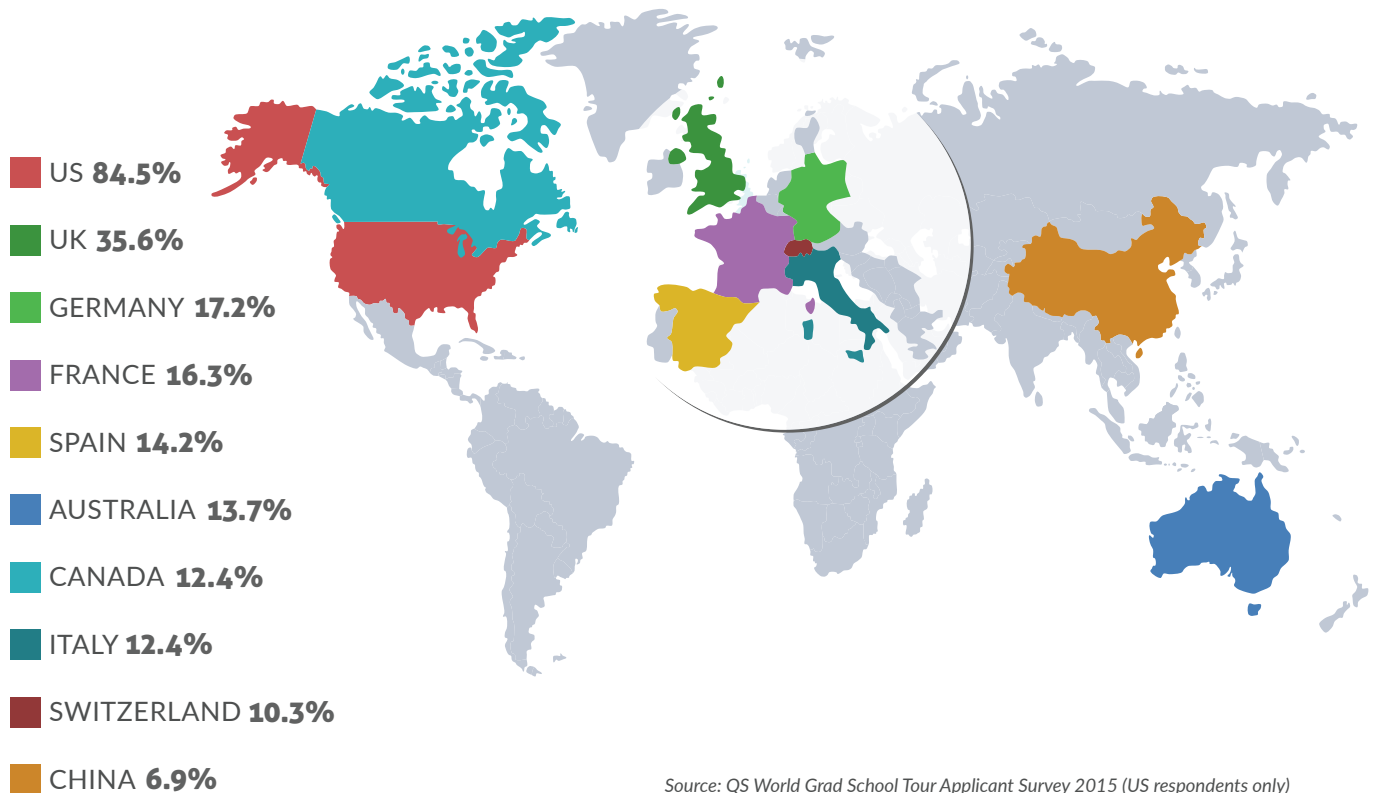 US 84.5%
UK 35.6%
GERMANY 17.2%
FRANCE 16.3%
SPAIN 14.2%
AUSTRALIA 13.7%
CANADA 12.4%
ITALY 12.4%
SWITZERLAND 10.3%
CHINA 6.9%
Source: QS World Grad School Tour Applicant Survey 2015 (US respondents only)